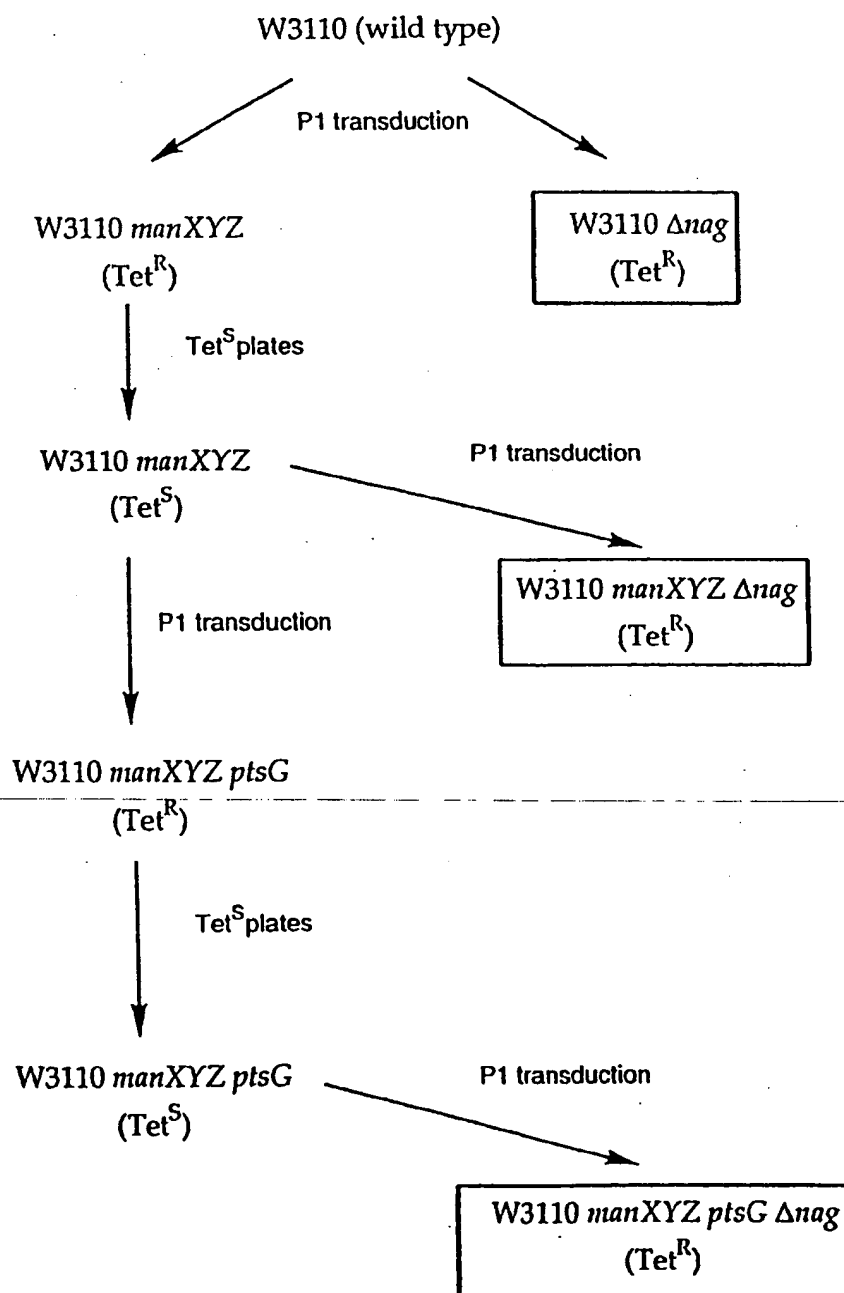 W3110 (wild type)
P1 transduction
W3110 manXYZ
(Tet^R)
W3110 Δnag
(Tet^R)
Tet^S plates
W3110 manXYZ
(Tet^S)
P1 transduction
W3110 manXYZ Δnag
(Tet^R)
P1 transduction
W3110 manXYZ ptsG
(Tet^R)
Tet^S plates
W3110 manXYZ ptsG
(Tet^S)
P1 transduction
W3110 manXYZ ptsG Δnag
(Tet^R)